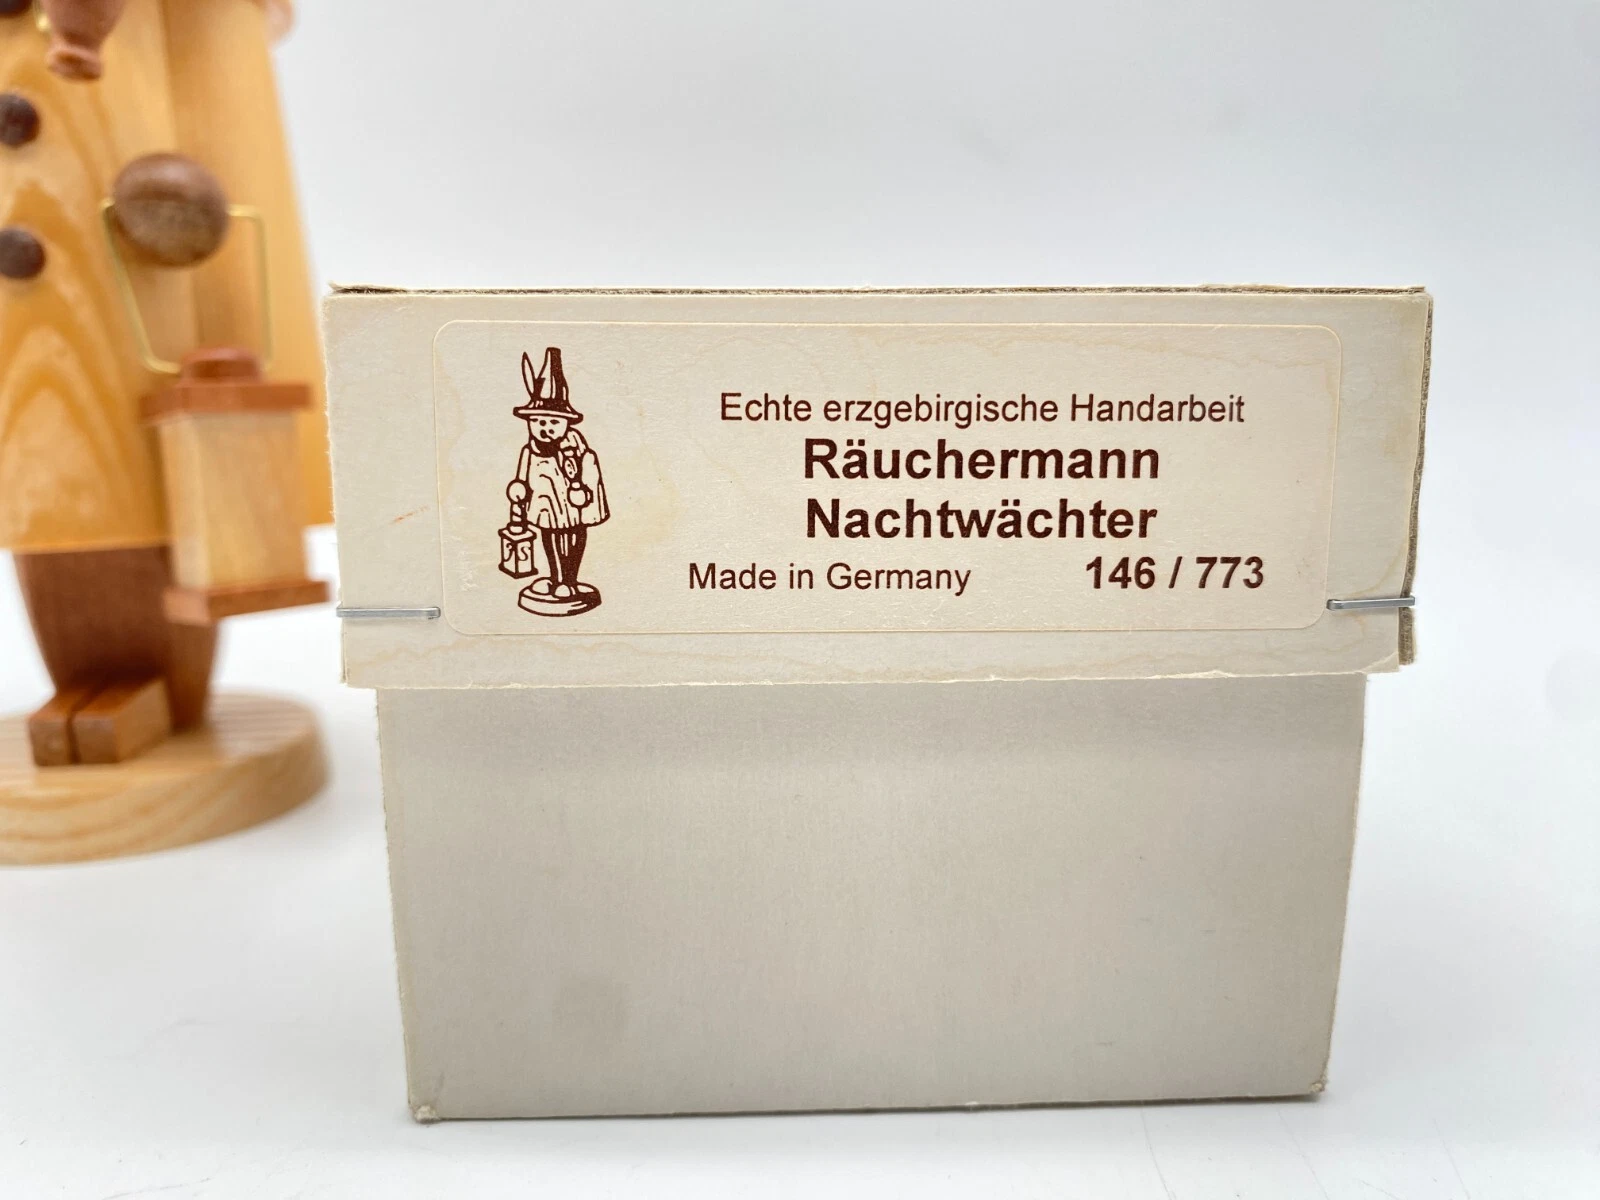 Echte erzgebirgische Handarbeit
Räuchermann
Nachtwächter
Made in Germany 146 / 773